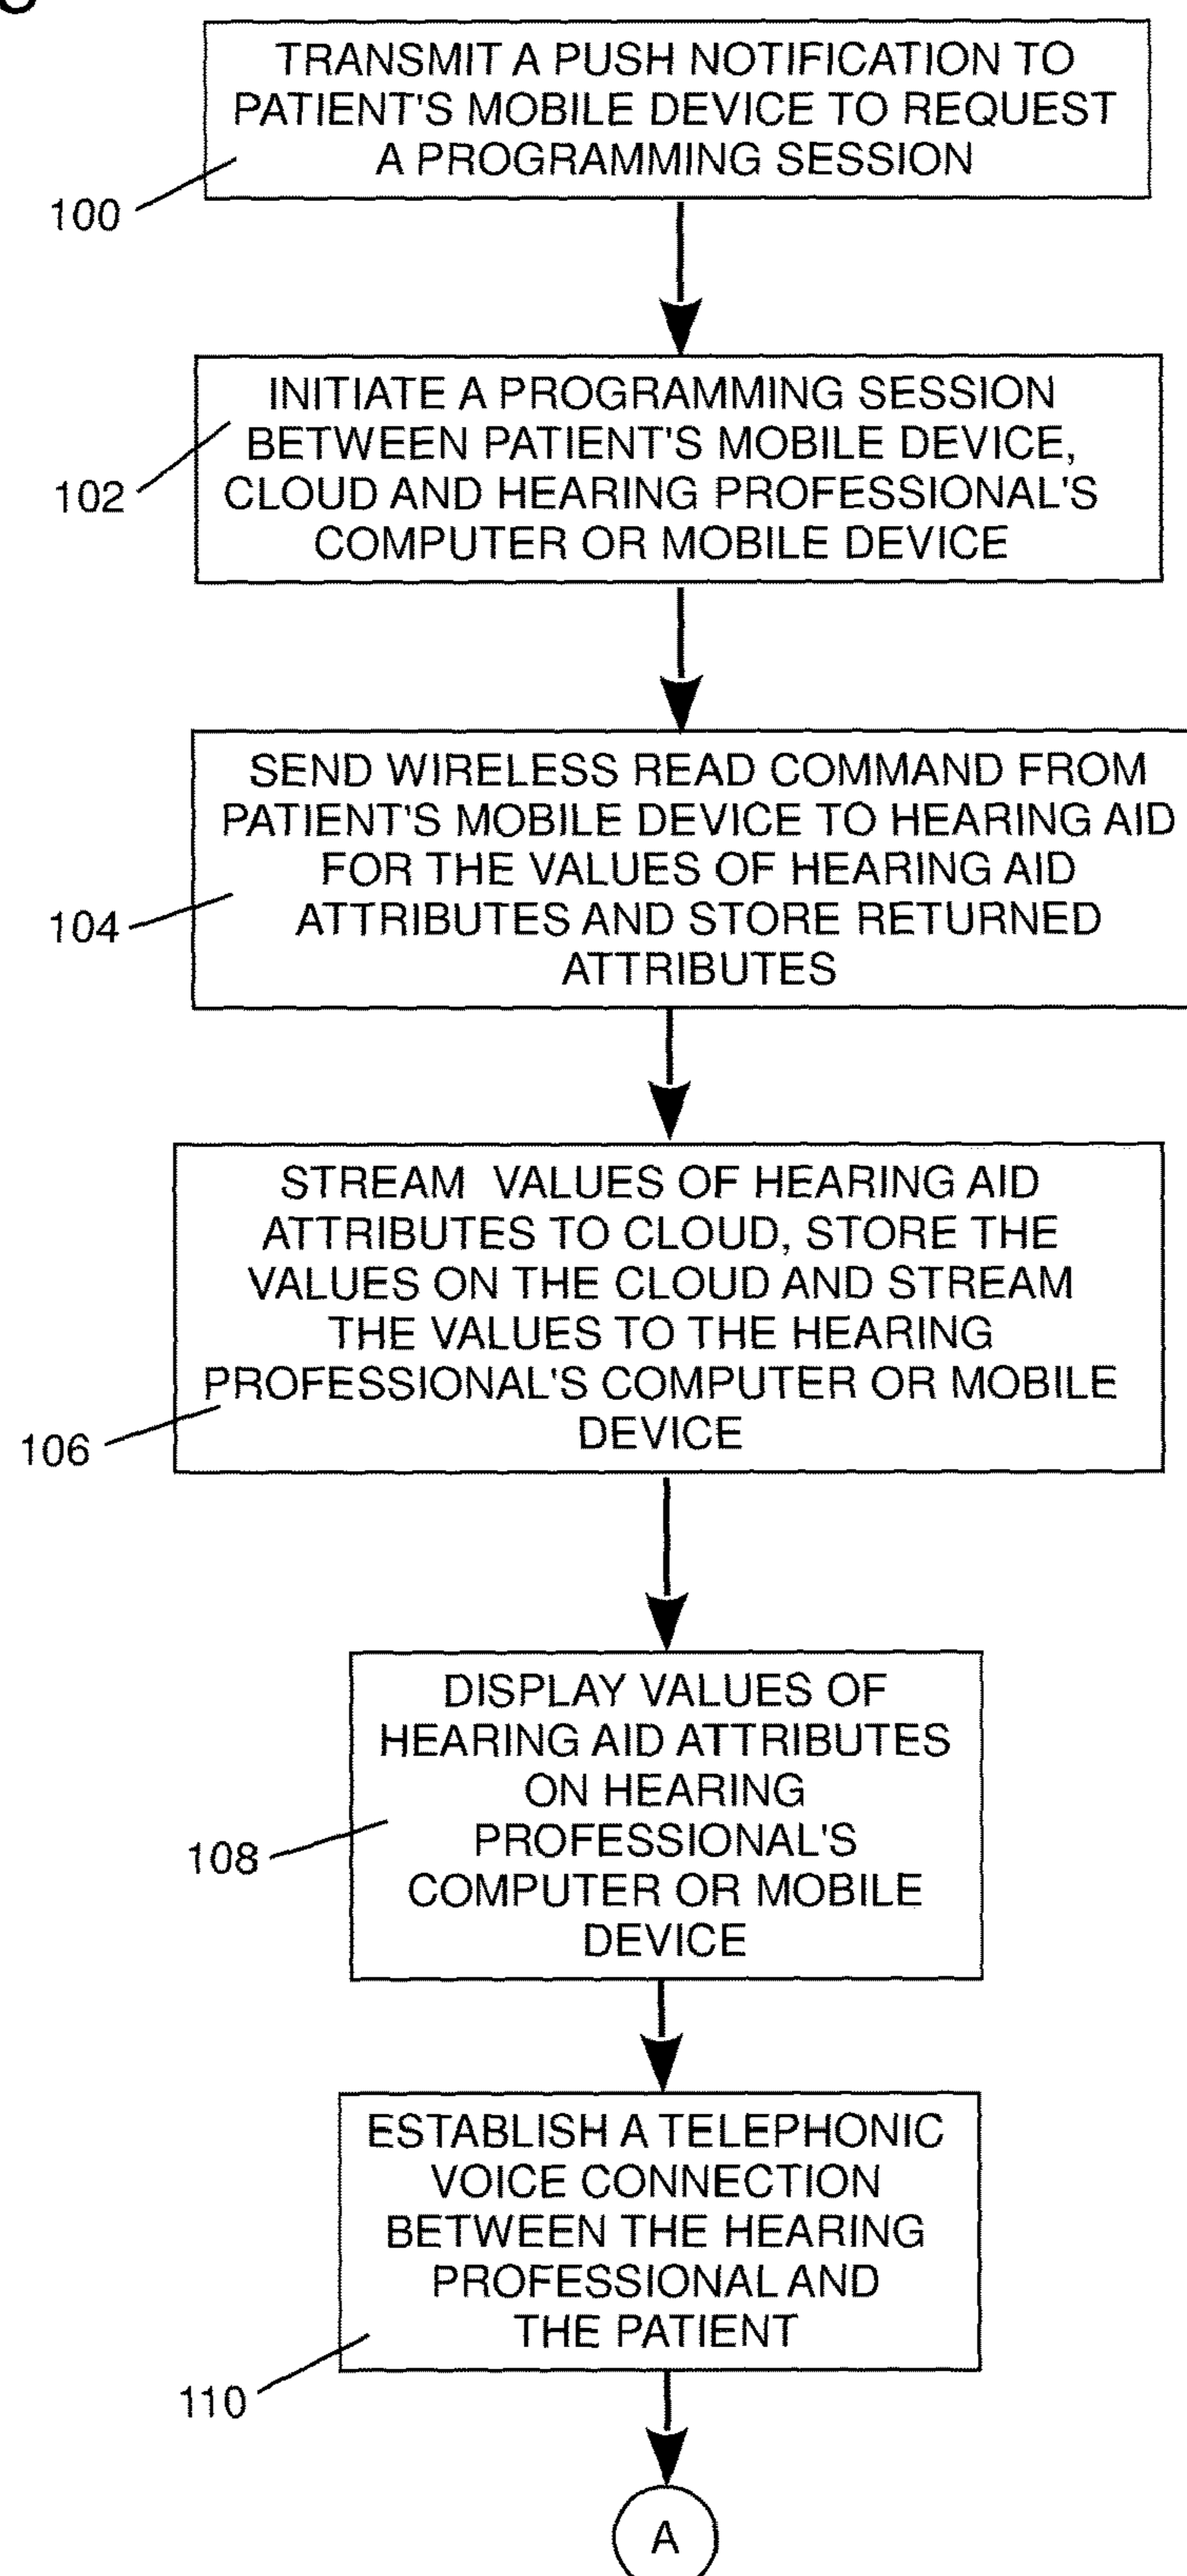 TRANSMIT A PUSH NOTIFICATION TO
PATIENT'S MOBILE DEVICE TO REQUEST
A PROGRAMMING SESSION
100
INITIATE A PROGRAMMING SESSION
BETWEEN PATIENT'S MOBILE DEVICE,
CLOUD AND HEARING PROFESSIONAL'S
COMPUTER OR MOBILE DEVICE
102
SEND WIRELESS READ COMMAND FROM
PATIENT'S MOBILE DEVICE TO HEARING AID
FOR THE VALUES OF HEARING AID
ATTRIBUTES AND STORE RETURNED
ATTRIBUTES
104
STREAM VALUES OF HEARING AID
ATTRIBUTES TO CLOUD, STORE THE
VALUES ON THE CLOUD AND STREAM
THE VALUES TO THE HEARING
PROFESSIONAL'S COMPUTER OR MOBILE
DEVICE
106
DISPLAY VALUES OF
HEARING AID ATTRIBUTES
ON HEARING
PROFESSIONAL'S
COMPUTER OR MOBILE
DEVICE
108
ESTABLISH A TELEPHONIC
VOICE CONNECTION
BETWEEN THE HEARING
PROFESSIONAL AND
THE PATIENT
110
A